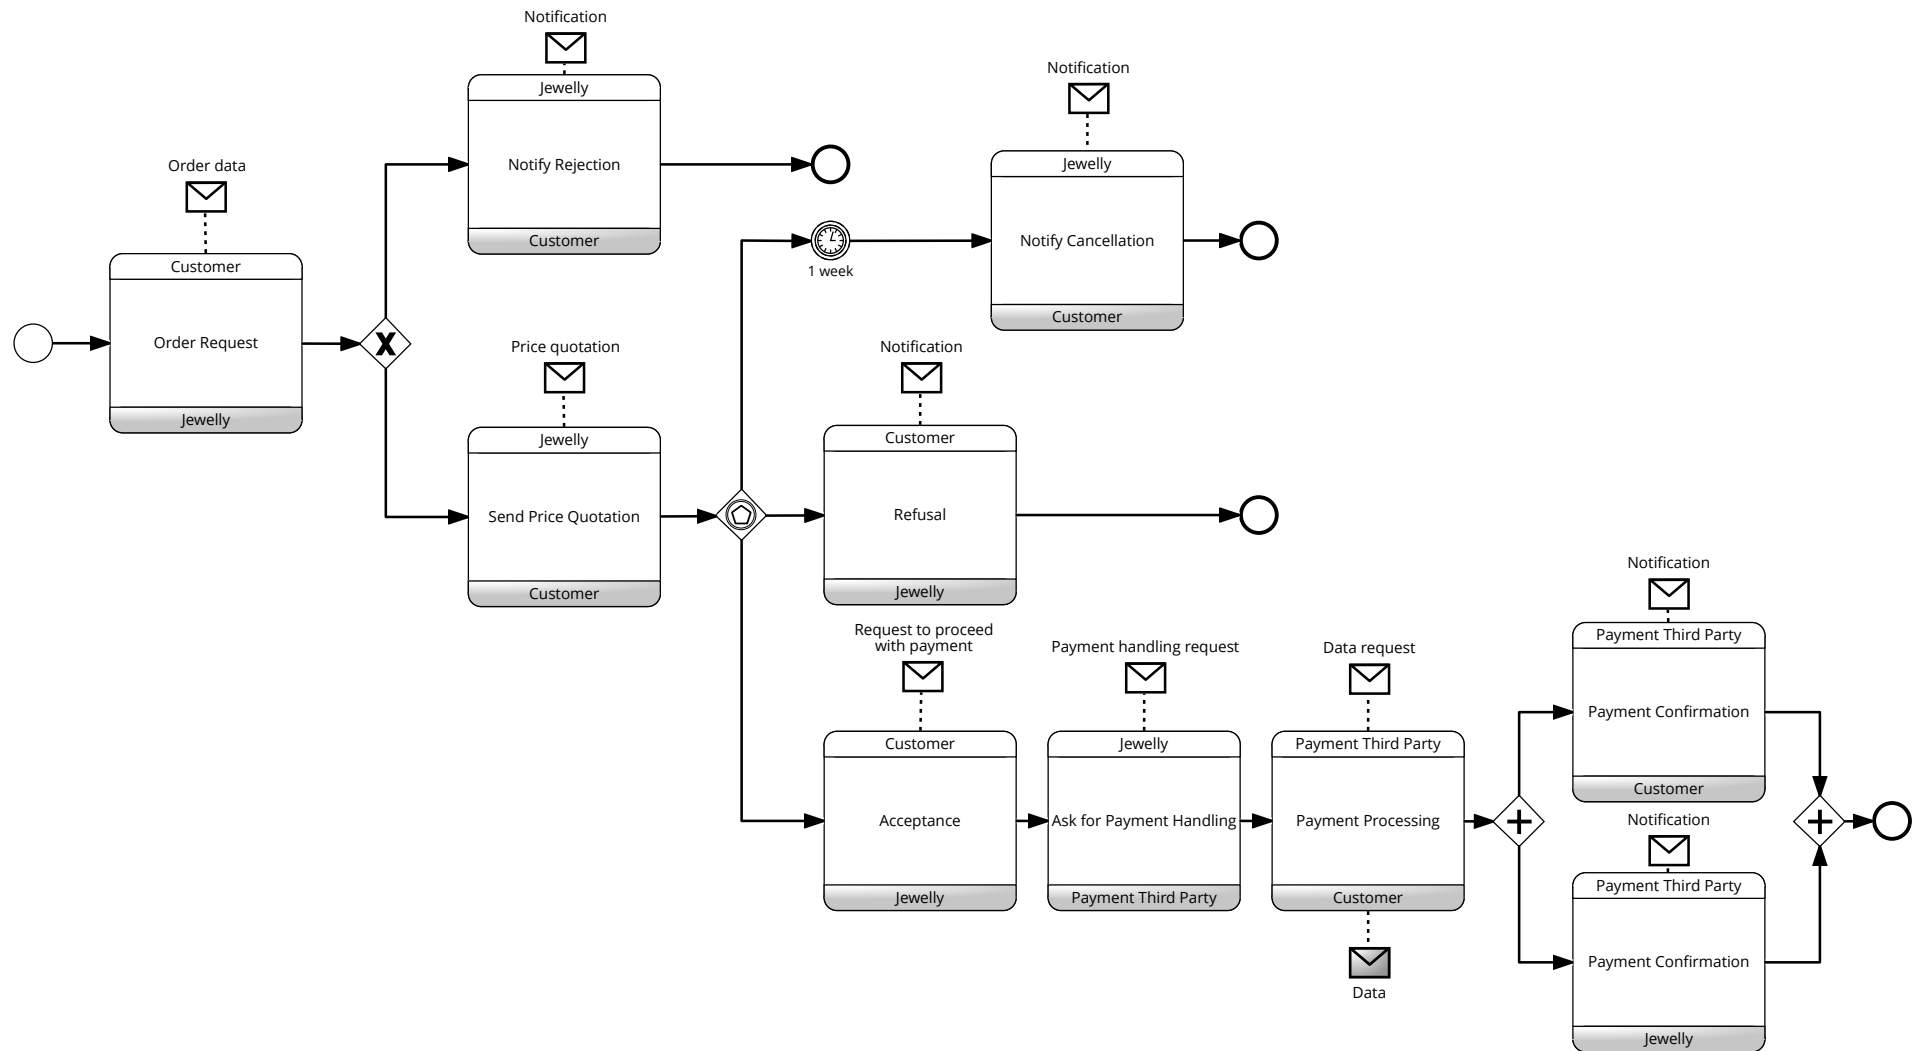 Notification
Jewelly
Notify Rejection
Customer
Notification
Jewelly
Notify Cancellation
Customer
1 week
Order data
Customer
Order Request
Jewelly
X
Price quotation
Jewelly
Send Price Quotation
Customer
Notification
Customer
Refusal
Jewelly
Request to proceed
with payment
Customer
Acceptance
Jewelly
Payment handling request
Jewelly
Ask for Payment Handling
Payment Third Party
Data request
Payment Third Party
Payment Processing
Customer
Data
Notification
Payment Third Party
Payment Confirmation
Customer
Notification
Payment Third Party
Payment Confirmation
Jewelly